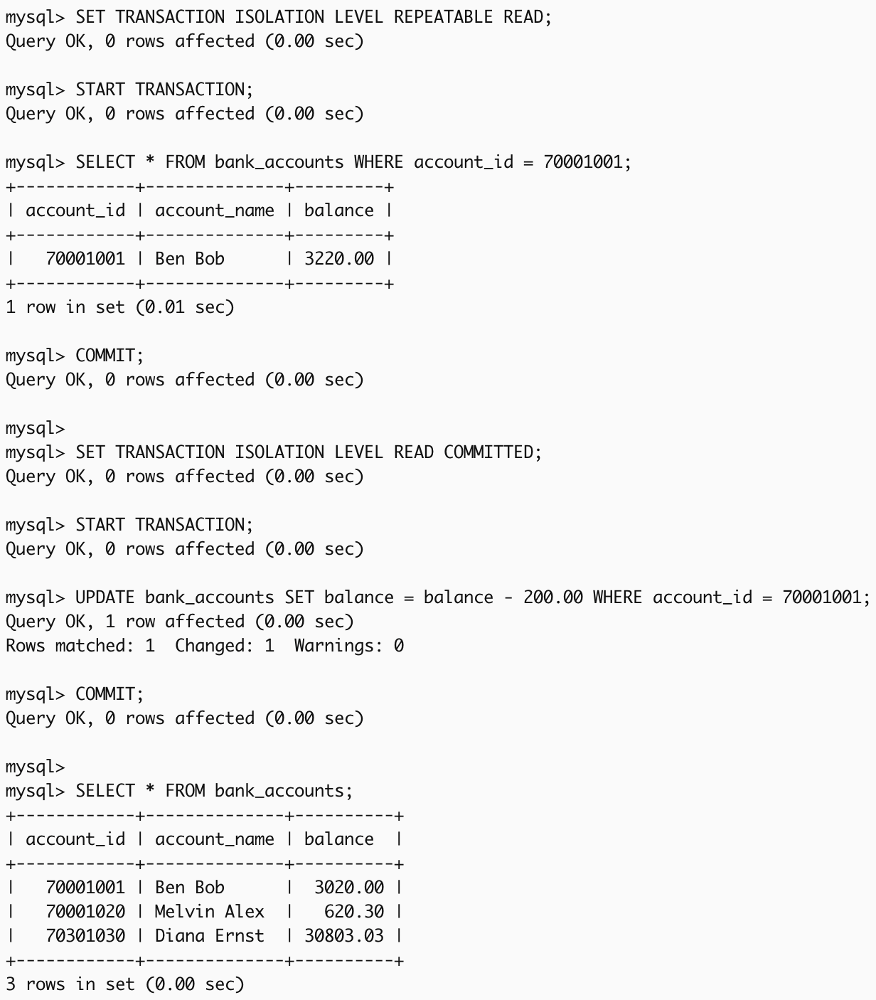 mysql> SET TRANSACTION ISOLATION LEVEL REPEATABLE READ;
Query OK, 0 rows affected (0.00 sec)

mysql> START TRANSACTION;
Query OK, 0 rows affected (0.00 sec)

mysql> SELECT * FROM bank_accounts WHERE account_id = 70001001;
+------------+--------------+---------+
| account_id | account_name | balance |
+------------+--------------+---------+
|   70001001 | Ben Bob      | 3220.00 |
+------------+--------------+---------+
1 row in set (0.01 sec)

mysql> COMMIT;
Query OK, 0 rows affected (0.00 sec)

mysql>
mysql> SET TRANSACTION ISOLATION LEVEL READ COMMITTED;
Query OK, 0 rows affected (0.00 sec)

mysql> START TRANSACTION;
Query OK, 0 rows affected (0.00 sec)

mysql> UPDATE bank_accounts SET balance = balance - 200.00 WHERE account_id = 70001001;
Query OK, 1 row affected (0.00 sec)
Rows matched: 1  Changed: 1  Warnings: 0

mysql> COMMIT;
Query OK, 0 rows affected (0.00 sec)

mysql>
mysql> SELECT * FROM bank_accounts;
+------------+--------------+----------+
| account_id | account_name | balance  |
+------------+--------------+----------+
|   70001001 | Ben Bob      |  3020.00 |
|   70001020 | Melvin Alex  |   620.30 |
|   70301030 | Diana Ernst  | 30803.03 |
+------------+--------------+----------+
3 rows in set (0.00 sec)